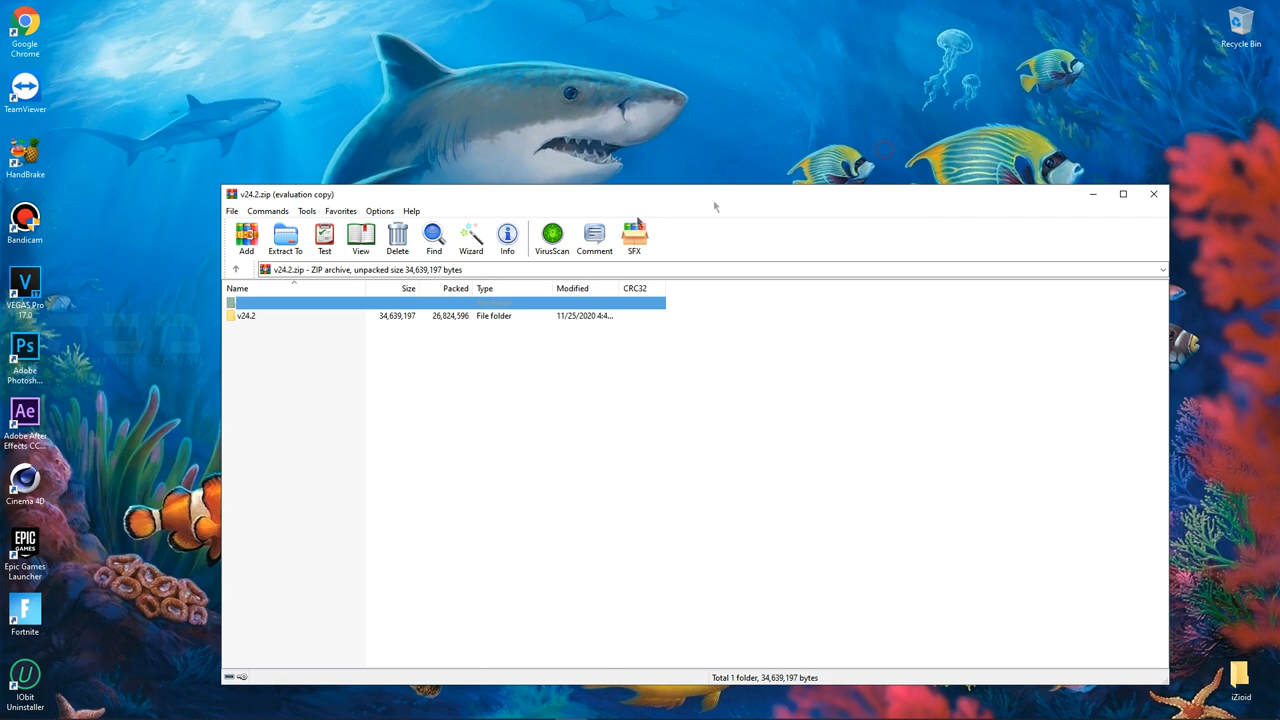 Google
Chrome
TeamViewer
HandBrake
Bandicam
VEGAS Pro
17.0
Adobe
Photosh...
Adobe After
Effects CC...
Cinema 4D
EPIC
GAMES
Epic Games
Launcher
Fortnite
IObit
Uninstaller
Recycle Bin
iZioid
v24.2.zip (evaluation copy)
File Commands Tools Favorites Options Help
Add Extract To Test View Delete Find Wizard Info VirusScan Comment SFX
v24.2.zip - ZIP archive, unpacked size 34,639,197 bytes
Name Size Packed Type Modified CRC32
v24.2 34,639,197 26,824,596 File folder 11/25/2020 4:4...
Total 1 folder, 34,639,197 bytes